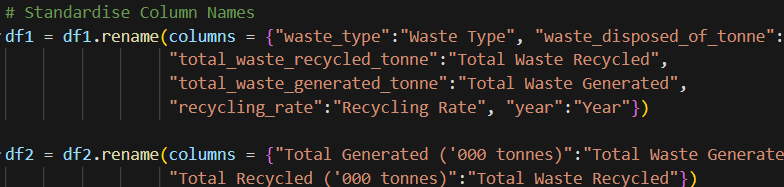 # Standardise Column Names
df1 = df1.rename(columns = {"waste_type":"Waste Type", "waste_disposed_of_tonne":
"total_waste_recycled_tonne":"Total Waste Recycled",
"total_waste_generated_tonne":"Total Waste Generated",
"recycling_rate":"Recycling Rate", "year":"Year"})
df2 = df2.rename(columns = {"Total Generated ('000 tonnes)":"Total Waste Generate
"Total Recycled ('000 tonnes)":"Total Waste Recycled"})